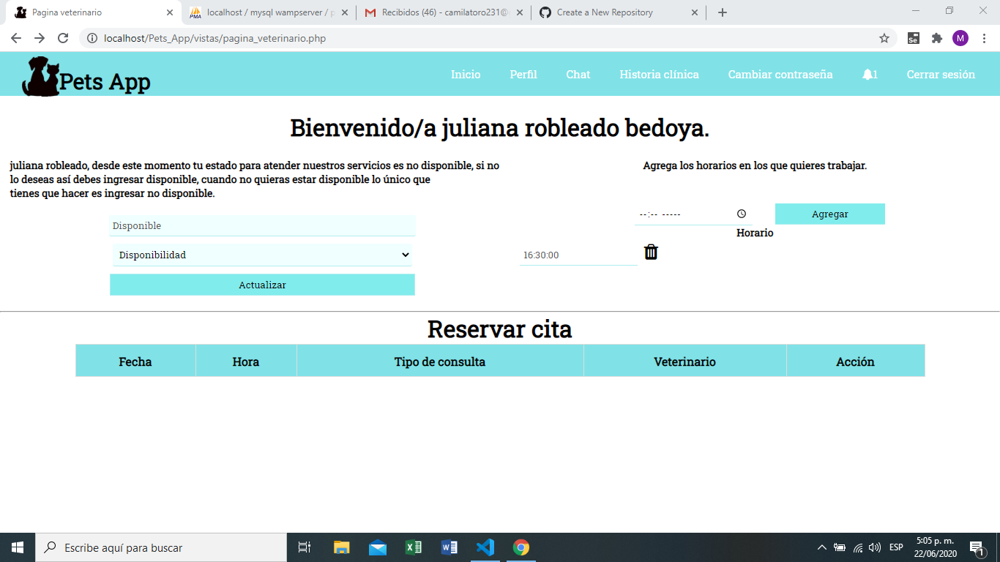 Pagina veterinario
localhost / mysql wampserver / p
Recibidos (46) - camilatoro231@
Create a New Repository
localhost/Pets_App/vistas/pagina_veterinario.php
Se
M
Pets App
Inicio
Perfil
Chat
Historia clínica
Cambiar contraseña
1
Cerrar sesión
Bienvenido/a juliana robleado bedoya.
juliana robleado, desde este momento tu estado para atender nuestros servicios es no disponible, si no
lo deseas así debes ingresar disponible, cuando no quieras estar disponible lo único que
tienes que hacer es ingresar no disponible.
Disponible
Disponibilidad
Actualizar
Agrega los horarios en los que quieres trabajar.
--:-- -----
Agregar
Horario
16:30:00
Reservar cita
Fecha
Hora
Tipo de consulta
Veterinario
Acción
Escribe aquí para buscar
ESP
5:05 p. m.
22/06/2020
1